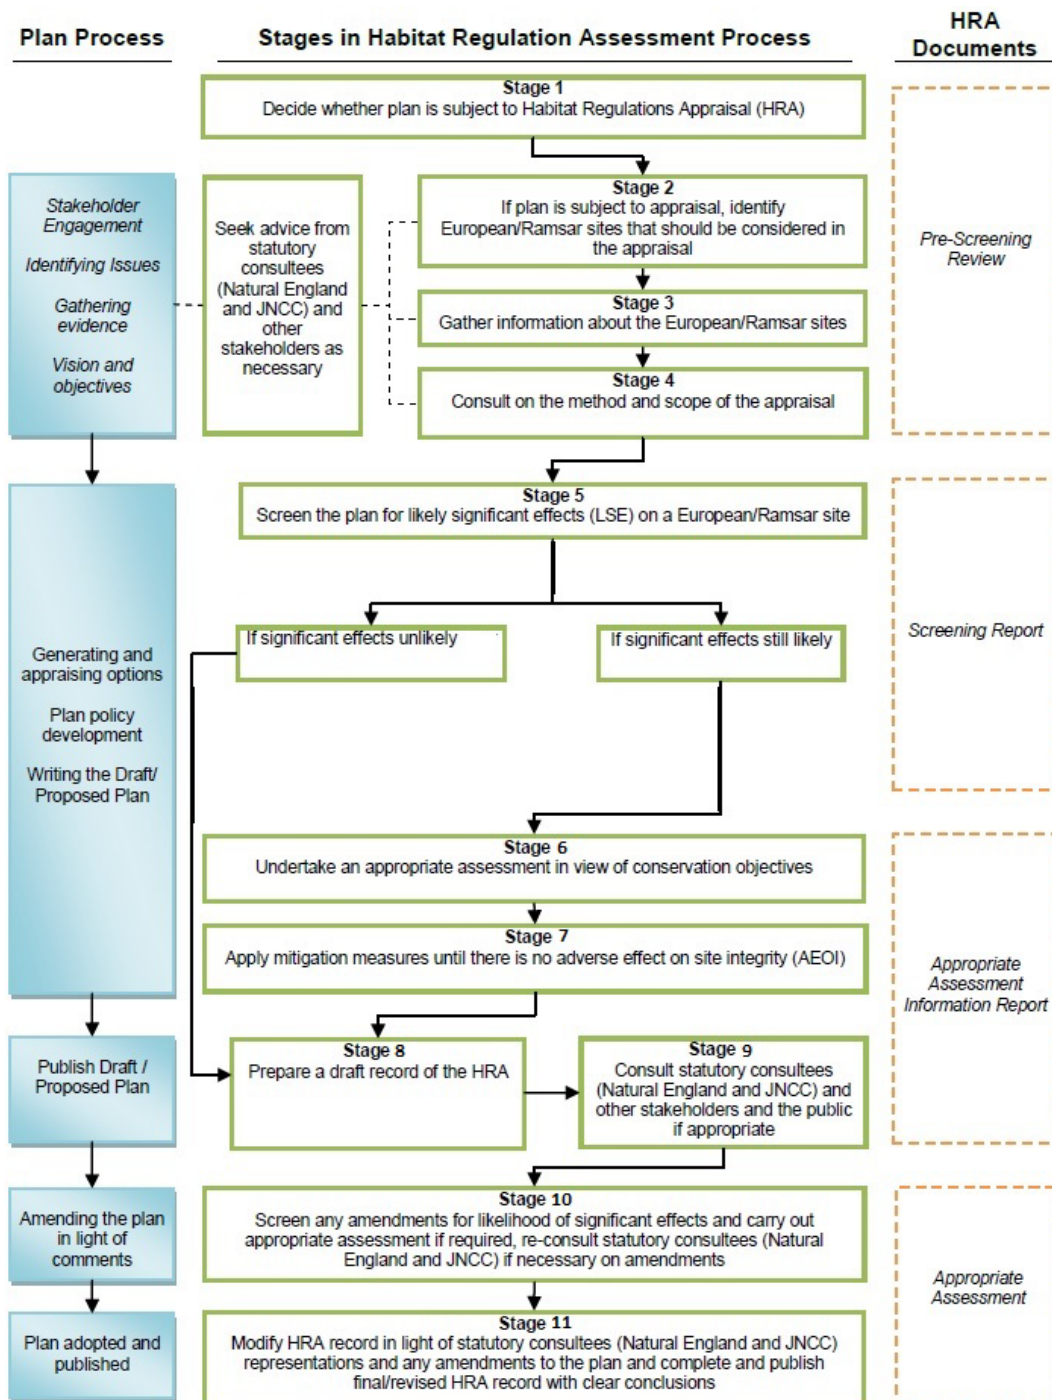 Plan Process
Stages in Habitat Regulation Assessment Process
HRA
Documents
Stage 1
Decide whether plan is subject to Habitat Regulations Appraisal (HRA)
Stakeholder
Engagement
Identifying Issues
Gathering
evidence
Vision and
objectives
Seek advice from
statutory
consultees
(Natural England
and JNCC) and
other
stakeholders as
necessary
Stage 2
If plan is subject to appraisal, identify
European/Ramsar sites that should be considered in
the appraisal
Stage 3
Gather information about the European/Ramsar sites
Stage 4
Consult on the method and scope of the appraisal
Pre-Screening
Review
Stage 5
Screen the plan for likely significant effects (LSE) on a European/Ramsar site
If significant effects unlikely
If significant effects still likely
Generating and
appraising options
Plan policy
development
Writing the Draft/
Proposed Plan
Screening Report
Stage 6
Undertake an appropriate assessment in view of conservation objectives
Stage 7
Apply mitigation measures until there is no adverse effect on site integrity (AEOI)
Appropriate
Assessment
Information Report
Publish Draft /
Proposed Plan
Stage 8
Prepare a draft record of the HRA
Stage 9
Consult statutory consultees
(Natural England and JNCC) and
other stakeholders and the public
if appropriate
Amending the plan
in light of
comments
Stage 10
Screen any amendments for likelihood of significant effects and carry out
appropriate assessment if required, re-consult statutory consultees (Natural
England and JNCC) if necessary on amendments
Appropriate
Assessment
Plan adopted and
published
Stage 11
Modify HRA record in light of statutory consultees (Natural England and JNCC)
representations and any amendments to the plan and complete and publish
final/revised HRA record with clear conclusions